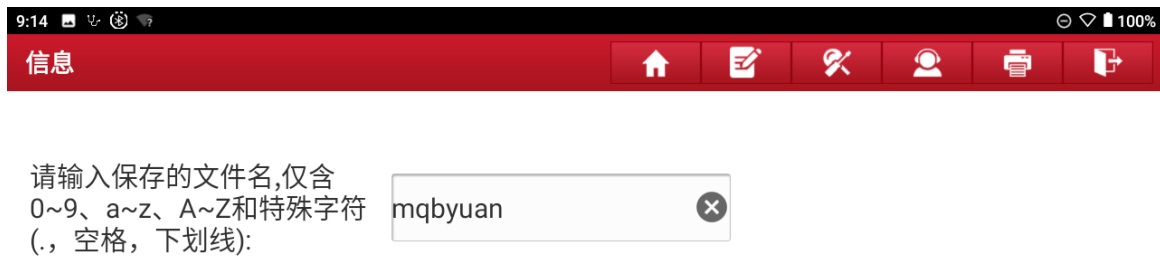 9:14
100%
信息
请输入保存的文件名,仅含
0~9、a~z、A~Z和特殊字符
(.，空格，下划线):
mqbyuan